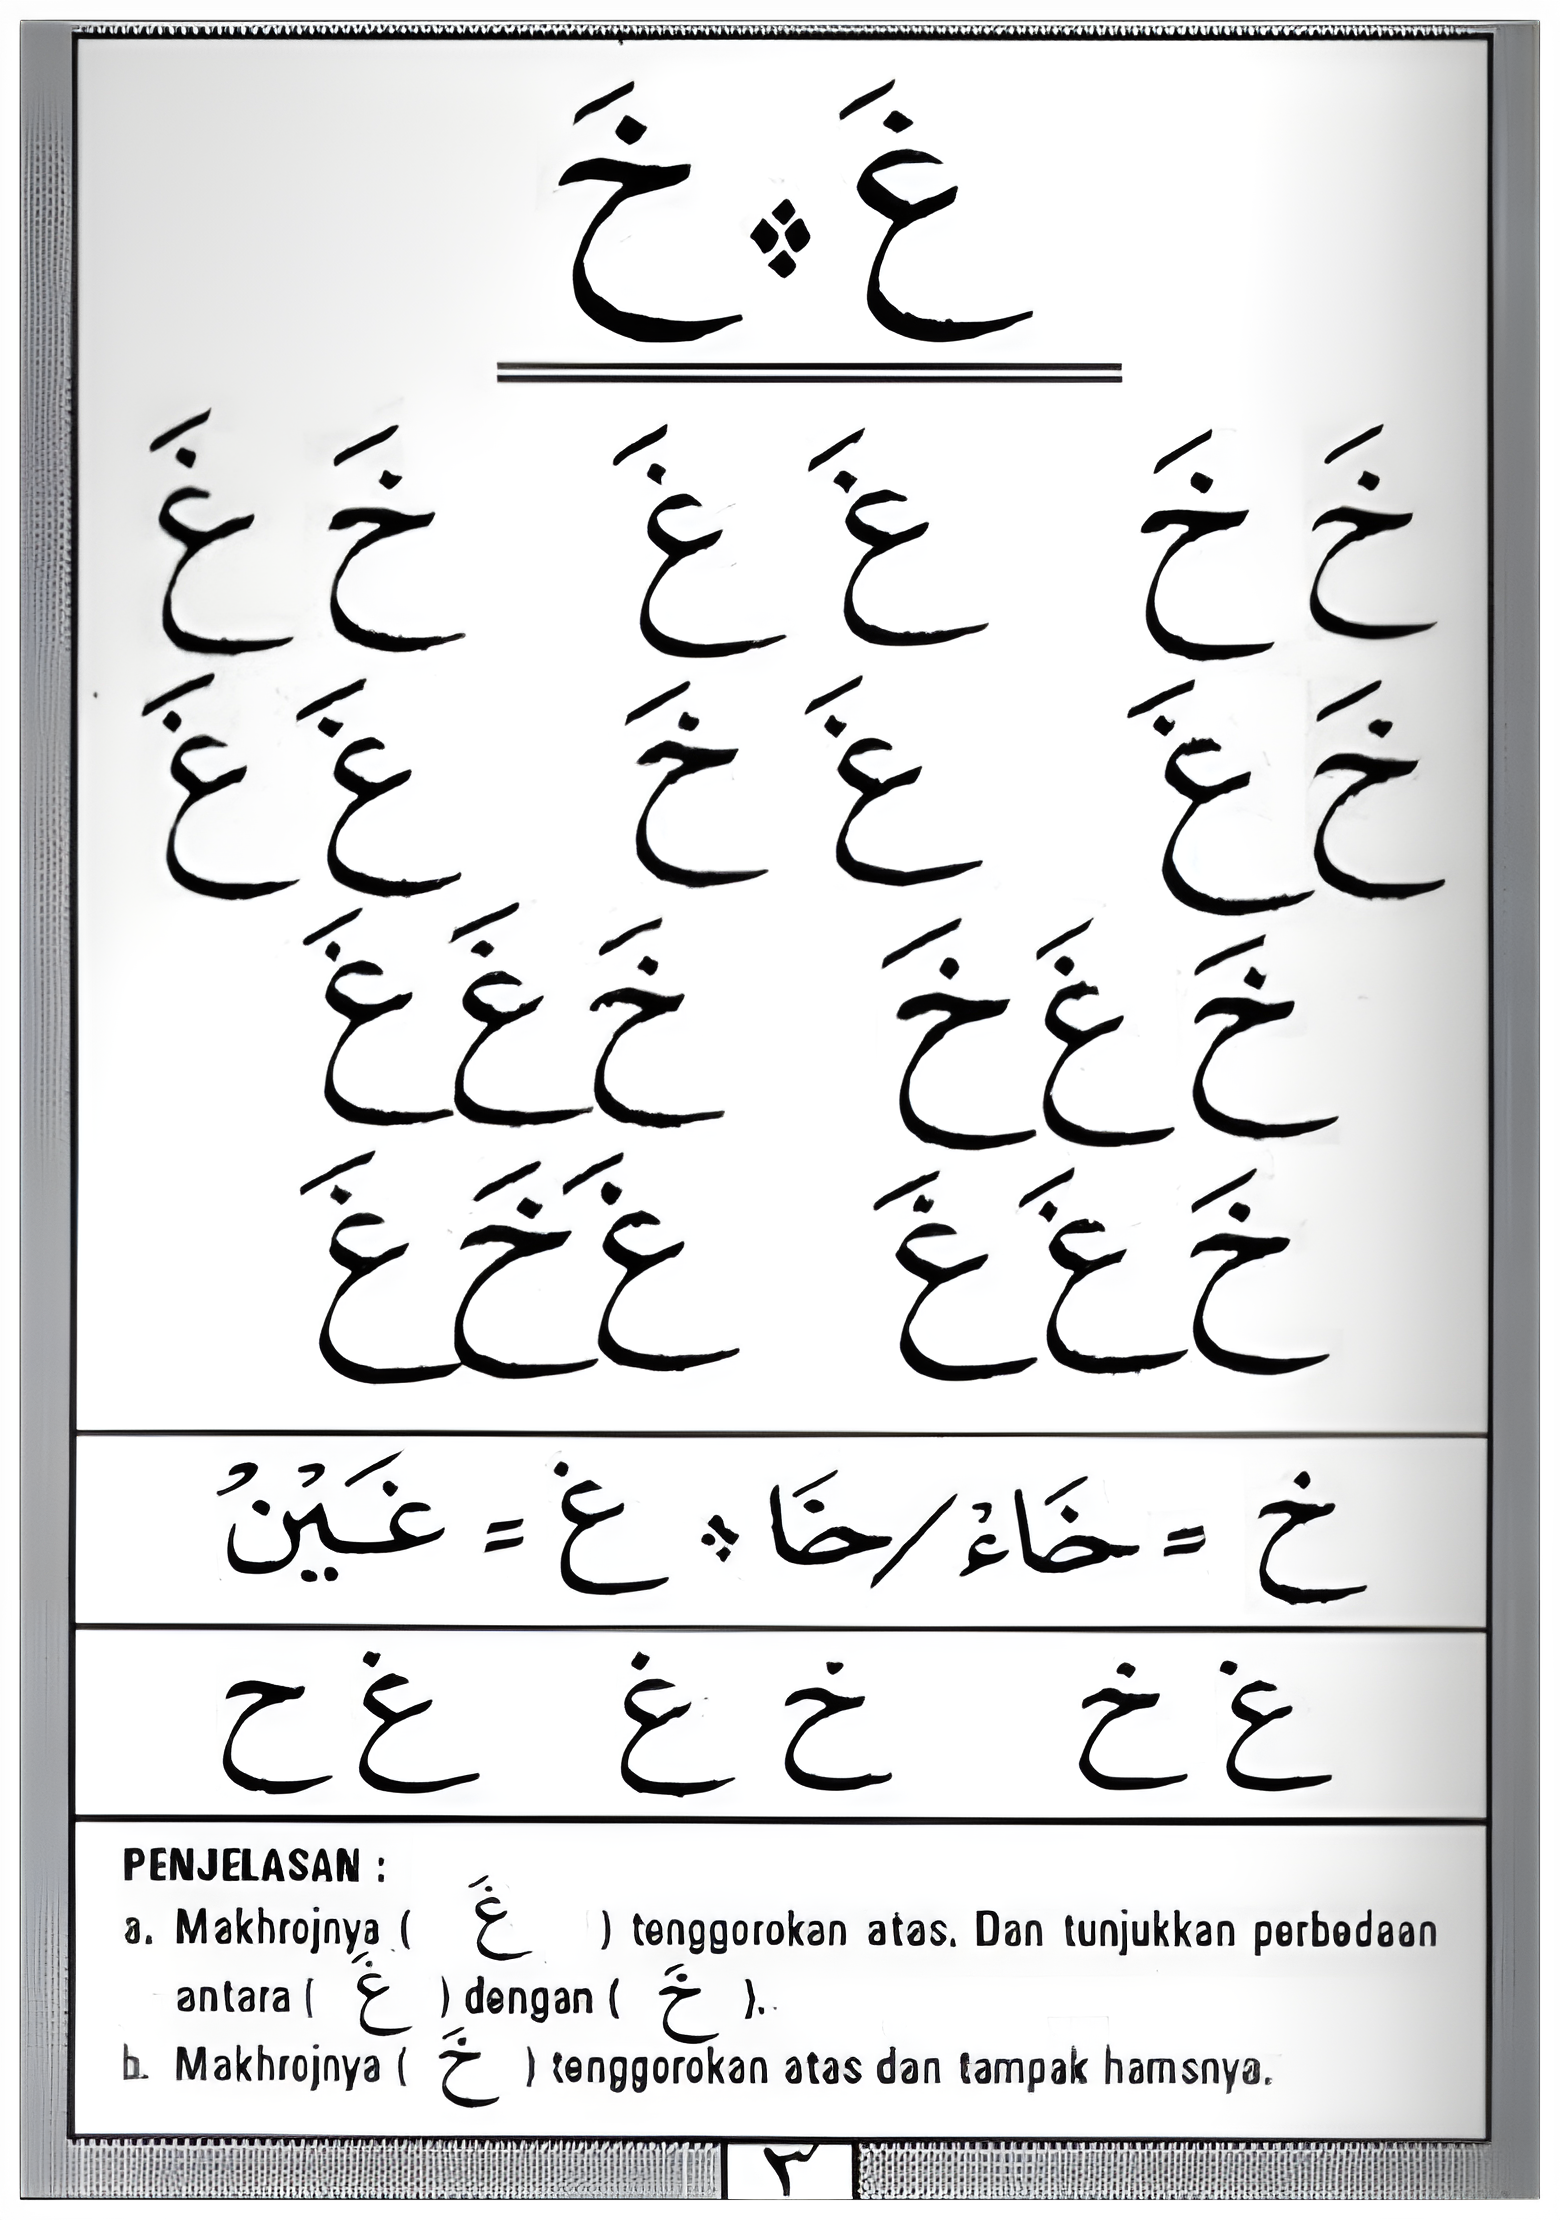 غَ ۞ خَ
خَ خَ غَ غَ خَ غَ
خَ غَ غَ خَ غَ غَ
خَ غَ خَ خَ غَ غَ
خَ غَ غَ غَ خَ غَ
خ = خَاءْ/خَا ۞ غ = غَيْنْ
غ خ خ غ غ ح
PENJELASAN :
a. Makhrojnya ( غَ ) tenggorokan atas. Dan tunjukkan perbedaan
antara ( غَ ) dengan ( خَ ).
b. Makhrojnya ( خَ ) tenggorokan atas dan tampak hamsnya.
٣